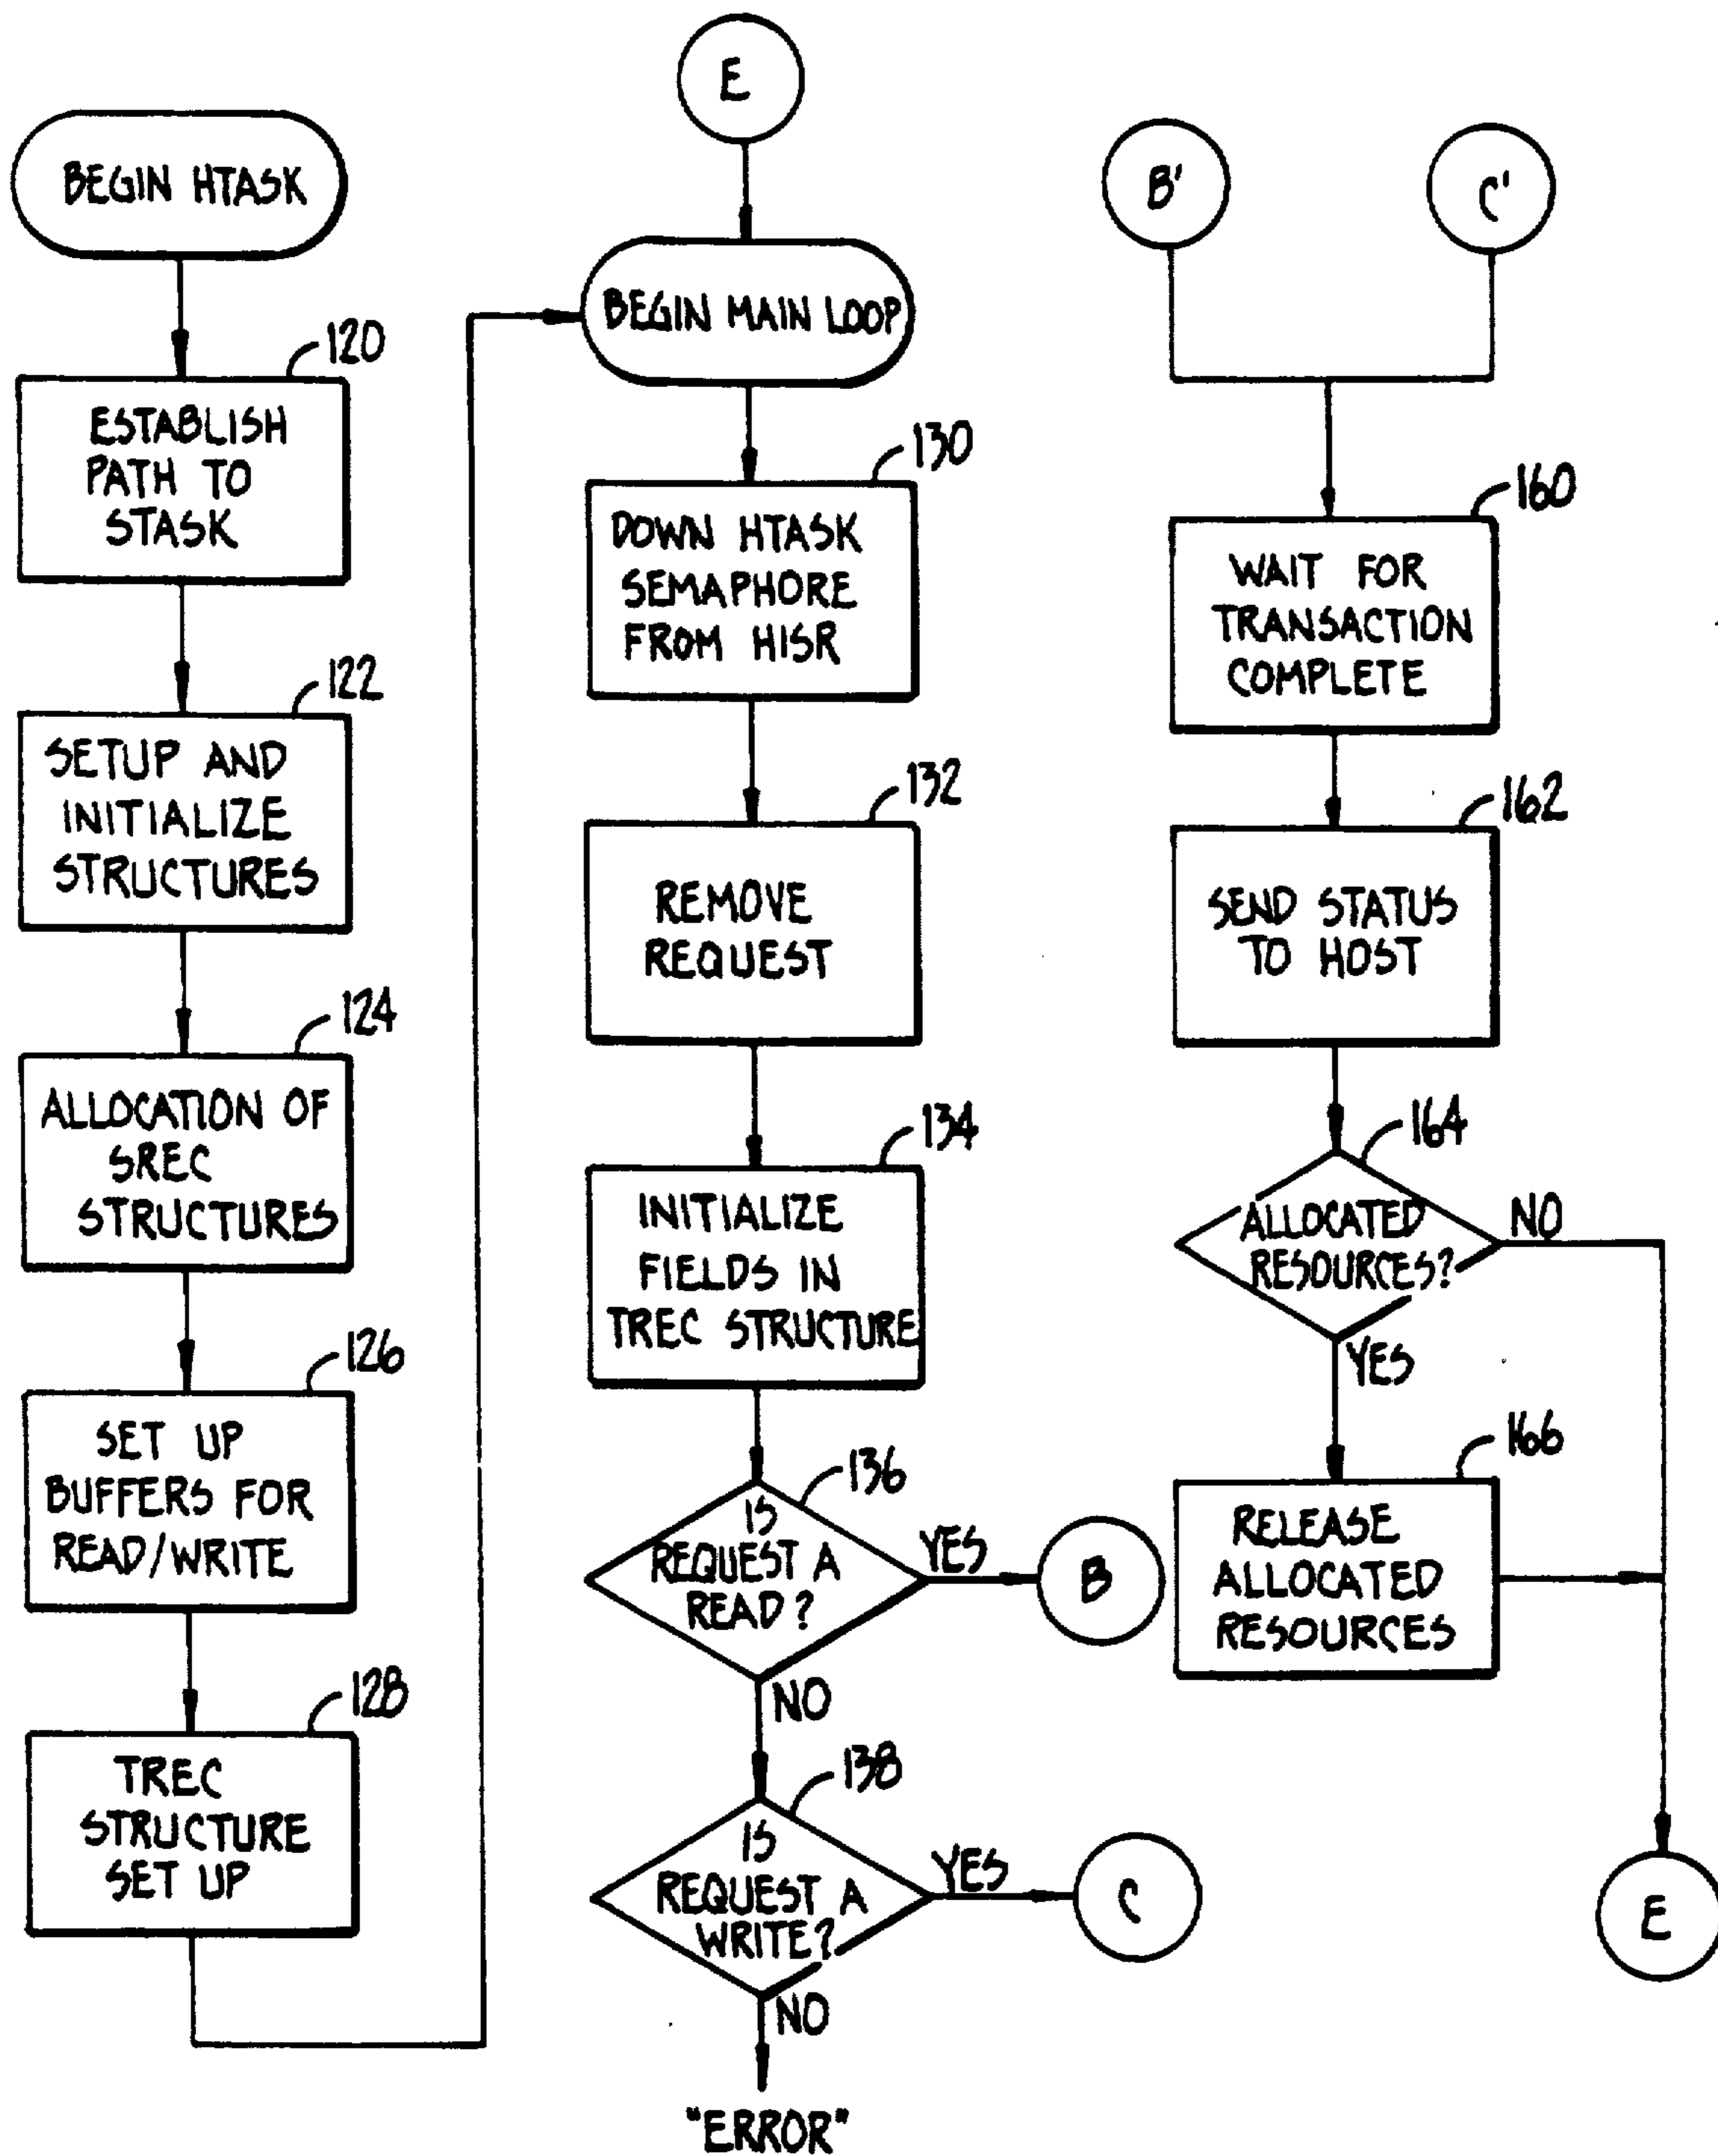 BEGIN HTASK
120
ESTABLISH
PATH TO
STASK
122
SETUP AND
INITIALIZE
STRUCTURES
124
ALLOCATION OF
SREC
STRUCTURES
126
SET UP
BUFFERS FOR
READ/WRITE
128
TREC
STRUCTURE
SET UP
E
BEGIN MAIN LOOP
130
DOWN HTASK
SEMAPHORE
FROM HISR
132
REMOVE
REQUEST
134
INITIALIZE
FIELDS IN
TREC STRUCTURE
136
IS
REQUEST A
READ?
YES
B
NO
138
IS
REQUEST A
WRITE?
YES
C
NO
"ERROR"
B'
C'
160
WAIT FOR
TRANSACTION
COMPLETE
162
SEND STATUS
TO HOST
164
ALLOCATED
RESOURCES?
NO
YES
166
RELEASE
ALLOCATED
RESOURCES
E